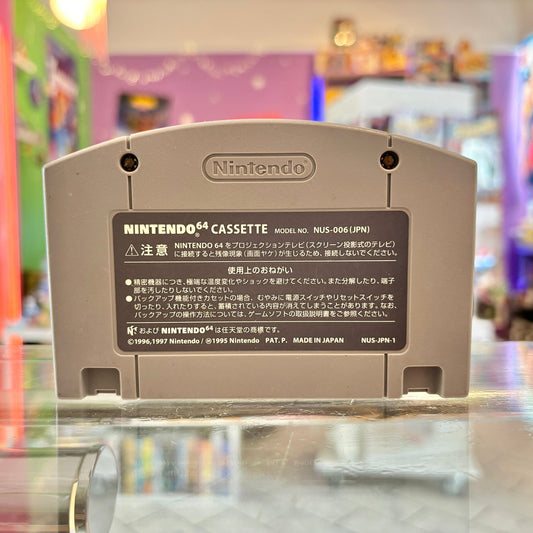 Nintendo
NINTENDO64 CASSETTE MODEL NO. NUS-006(JPN)
⚠注意 NINTENDO 64 をプロジェクションテレビ(スクリーン投影式のテレビ)
に接続すると残像現象(画面ヤケ)が生じるため、接続しないでください。
使用上のおねがい
●精密機器につき、極端な温度変化やショックを避けてください。また分解したり、端子
部を汚したりしないでください。
●バックアップ機能付きカセットの場合、むやみに電源スイッチやリセットスイッチを
切ったり、入れたりすると、蓄積されている内容が消えてしまうことがあります。なお、
バックアップの操作方法については、ゲームソフトの取扱説明書をご参照ください。
および NINTENDO64 は任天堂の商標です。
©1996,1997 Nintendo/Ⓜ1995 Nintendo PAT. P. MADE IN JAPAN NUS-JPN-1